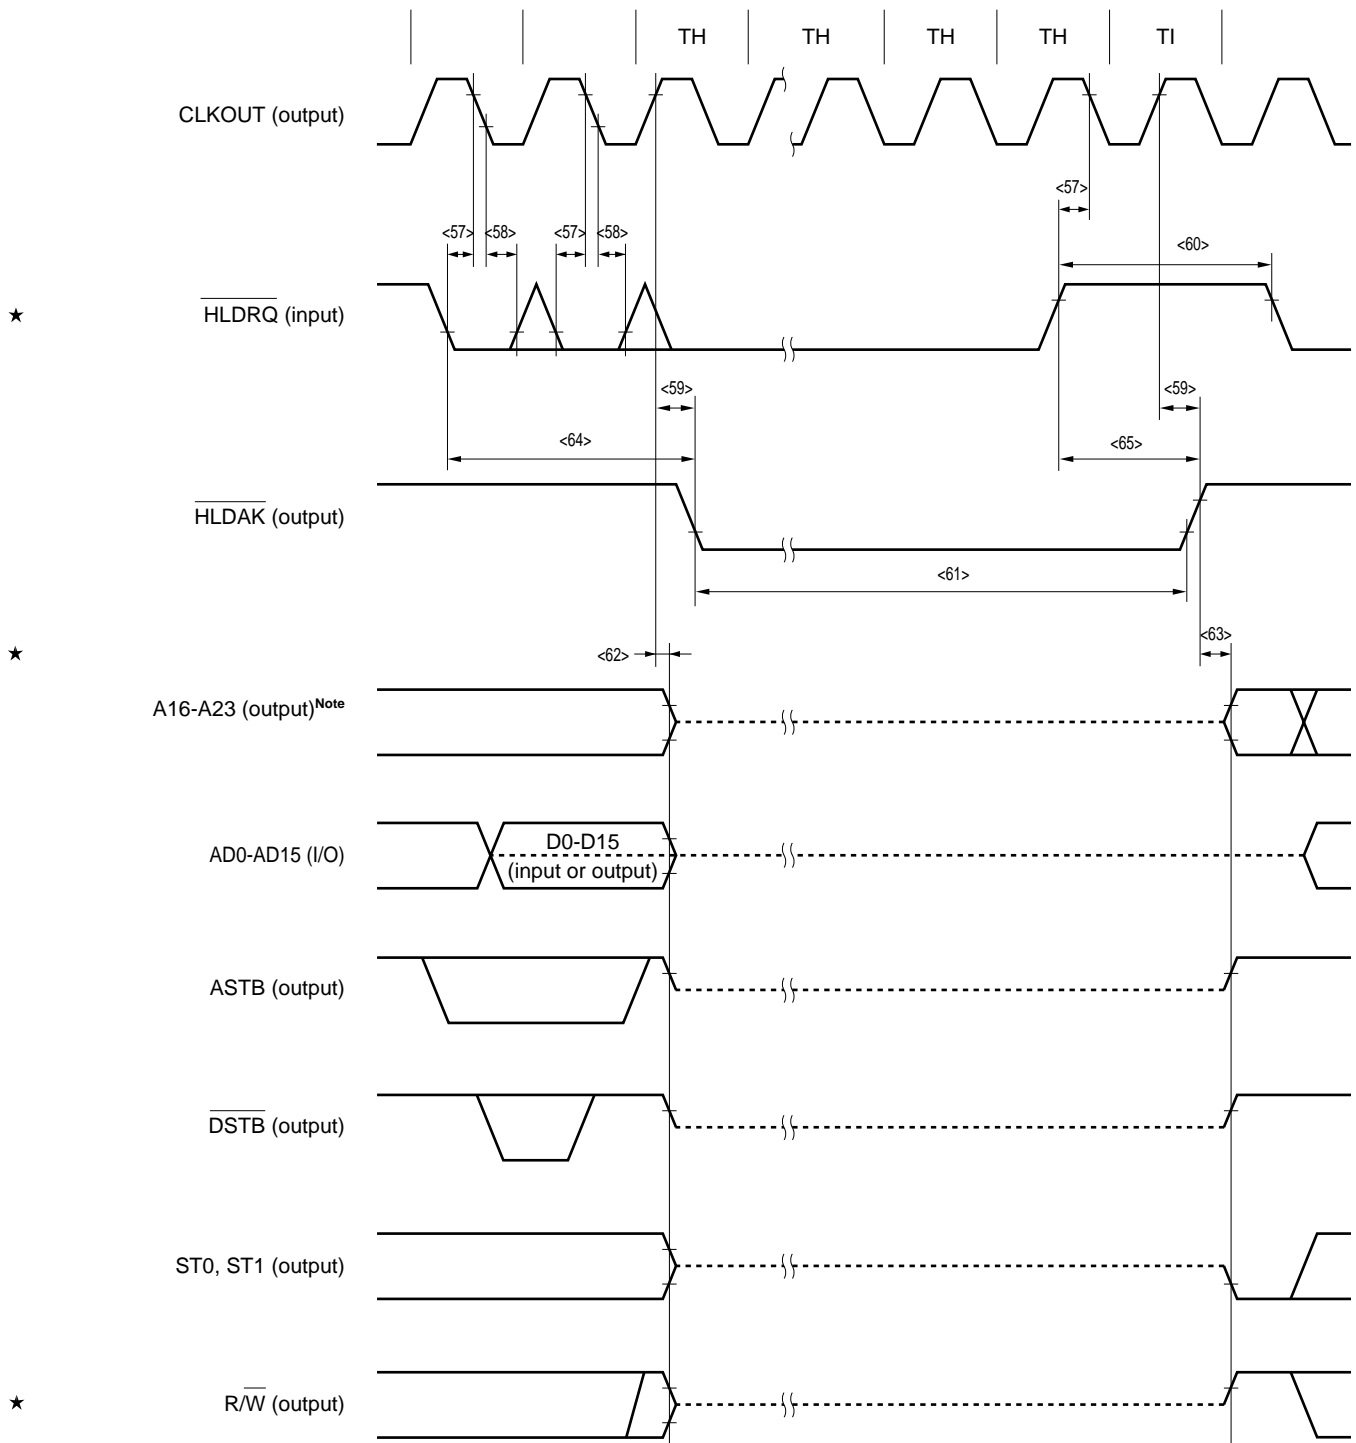 TH TH TH TH TI
CLKOUT (output)
<57>
<57> <58> <57> <58> <60>
★ HLDRQ (input)
<59> <59>
<64> <65>
HLDAK (output)
<61>
★ <62> <63>
A16-A23 (output)Note
AD0-AD15 (I/O) D0-D15
(input or output)
ASTB (output)
DSTB (output)
ST0, ST1 (output)
★ R/W (output)